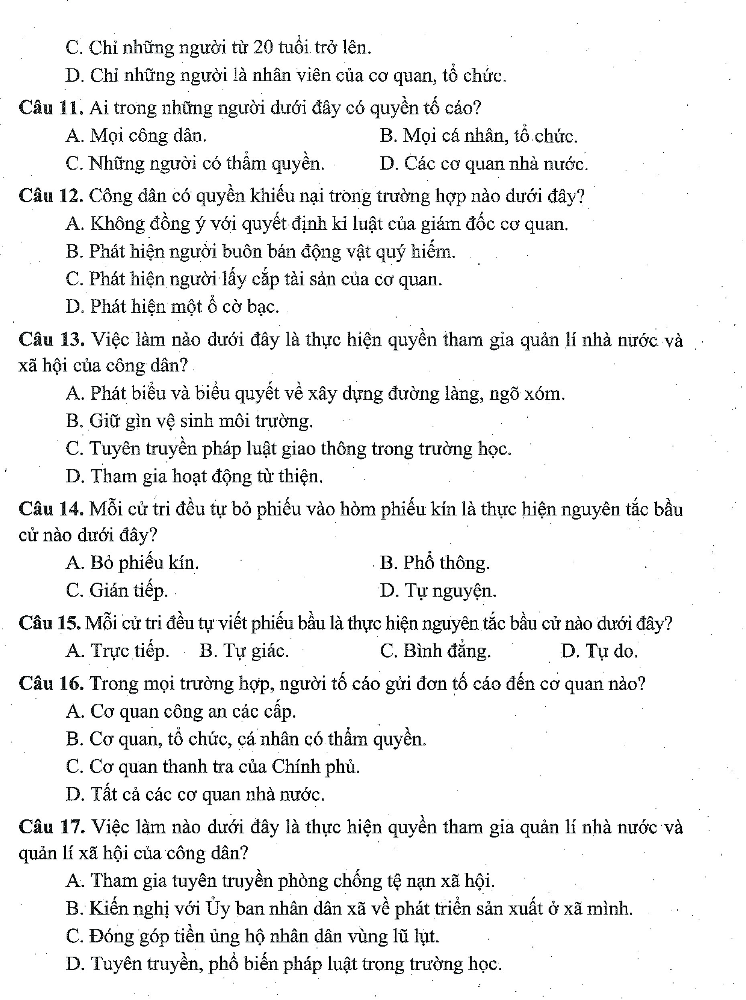 C. Chỉ những người từ 20 tuổi trở lên.
D. Chỉ những người là nhân viên của cơ quan, tổ chức.
Câu 11. Ai trong những người dưới đây có quyền tố cáo?
A. Mọi công dân. B. Mọi cá nhân, tổ chức.
C. Những người có thẩm quyền. D. Các cơ quan nhà nước.
Câu 12. Công dân có quyền khiếu nại trong trường hợp nào dưới đây?
A. Không đồng ý với quyết định kỉ luật của giám đốc cơ quan.
B. Phát hiện người buôn bán động vật quý hiếm.
C. Phát hiện người lấy cắp tài sản của cơ quan.
D. Phát hiện một ổ cờ bạc.
Câu 13. Việc làm nào dưới đây là thực hiện quyền tham gia quản lí nhà nước và
xã hội của công dân?
A. Phát biểu và biểu quyết về xây dựng đường làng, ngõ xóm.
B. Giữ gìn vệ sinh môi trường.
C. Tuyên truyền pháp luật giao thông trong trường học.
D. Tham gia hoạt động từ thiện.
Câu 14. Mỗi cử tri đều tự bỏ phiếu vào hòm phiếu kín là thực hiện nguyên tắc bầu
cử nào dưới đây?
A. Bỏ phiếu kín. B. Phổ thông.
C. Gián tiếp. D. Tự nguyện.
Câu 15. Mỗi cử tri đều tự viết phiếu bầu là thực hiện nguyên tắc bầu cử nào dưới đây?
A. Trực tiếp. B. Tự giác. C. Bình đẳng. D. Tự do.
Câu 16. Trong mọi trường hợp, người tố cáo gửi đơn tố cáo đến cơ quan nào?
A. Cơ quan công an các cấp.
B. Cơ quan, tổ chức, cá nhân có thẩm quyền.
C. Cơ quan thanh tra của Chính phủ.
D. Tất cả các cơ quan nhà nước.
Câu 17. Việc làm nào dưới đây là thực hiện quyền tham gia quản lí nhà nước và
quản lí xã hội của công dân?
A. Tham gia tuyên truyền phòng chống tệ nạn xã hội.
B. Kiến nghị với Ủy ban nhân dân xã về phát triển sản xuất ở xã mình.
C. Đóng góp tiền ủng hộ nhân dân vùng lũ lụt.
D. Tuyên truyền, phổ biến pháp luật trong trường học.